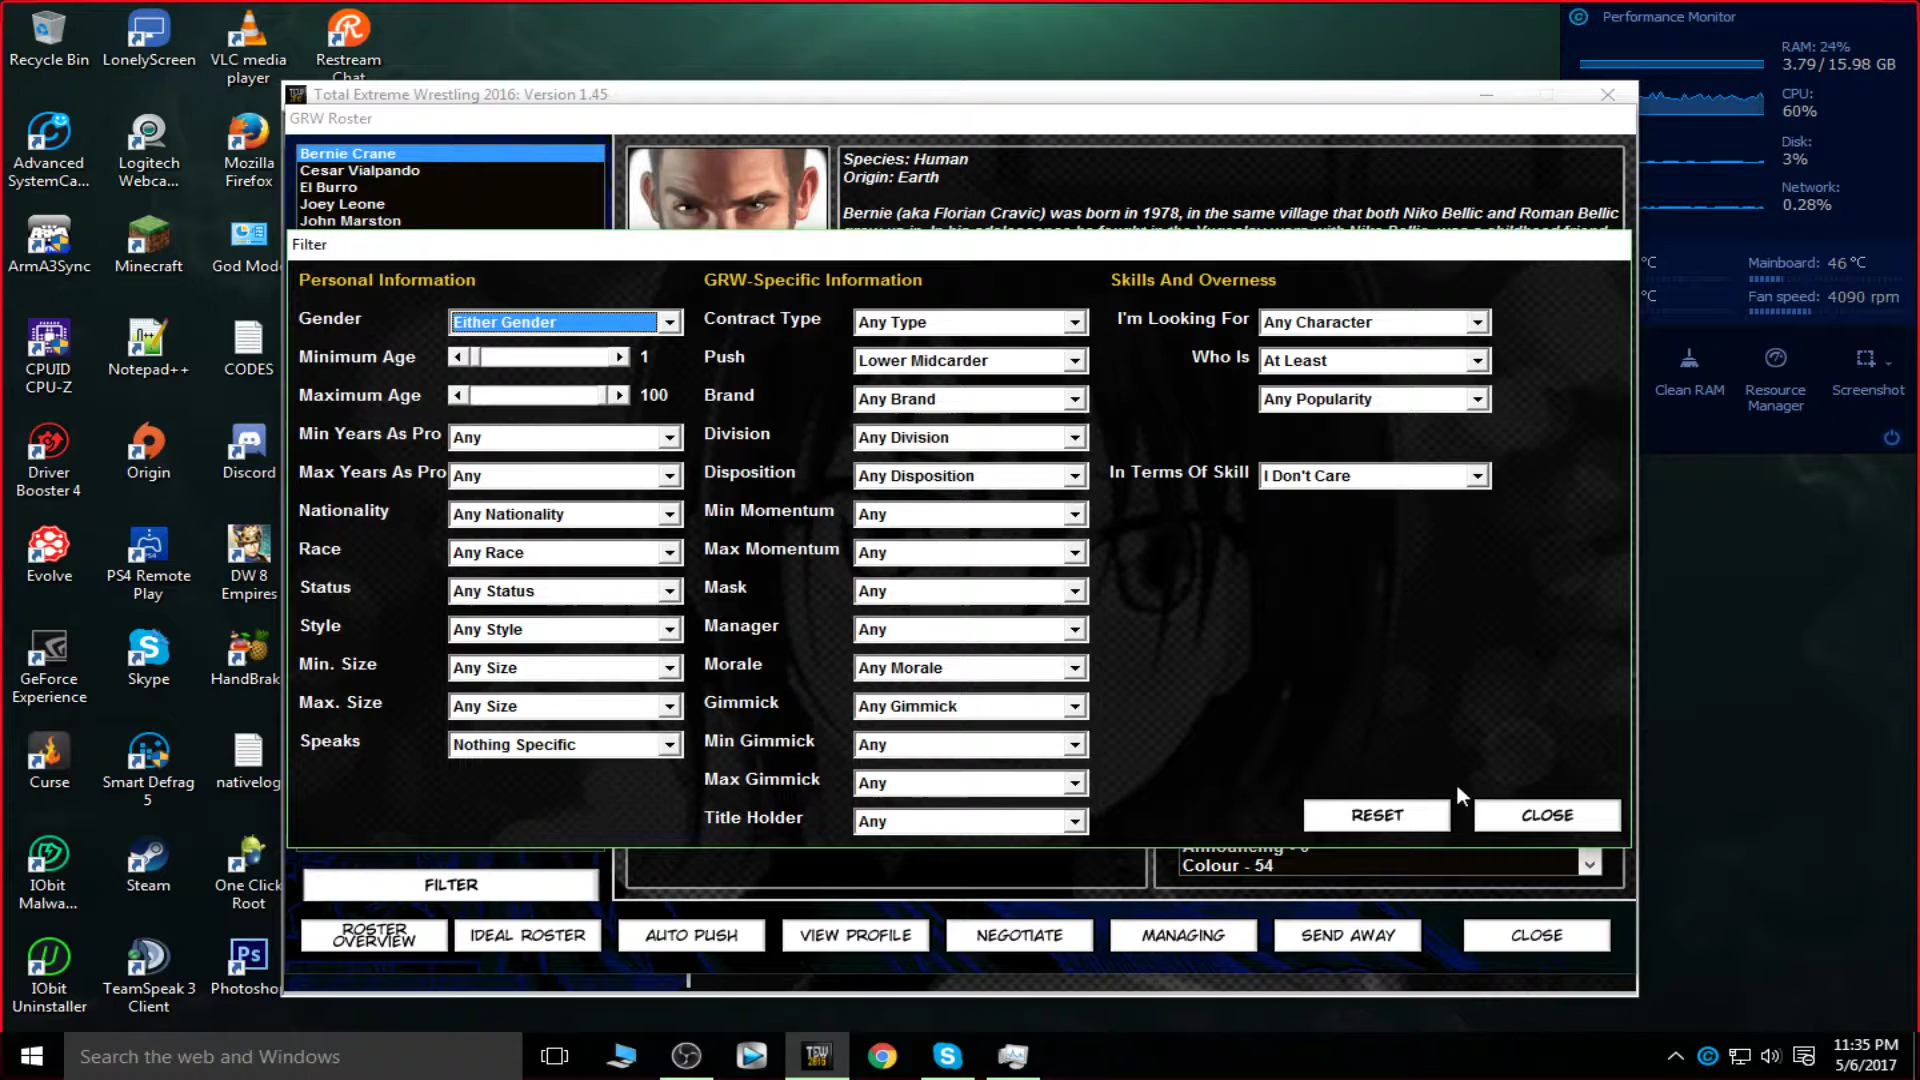 Recycle Bin
LonelyScreen
VLC media
player
Restream
Chat
Advanced
SystemCa...
Logitech
Webca...
Mozilla
Firefox
ArmA3Sync
Minecraft
God Mod
CPUID
CPU-Z
Notepad++
CODES
Driver
Booster 4
Origin
Discord
Evolve
PS4 Remote
Play
DW 8
Empires
GeForce
Experience
Skype
HandBrak
Curse
Smart Defrag
5
nativelog
IObit
Malwa...
Steam
One Click
Root
IObit
Uninstaller
TeamSpeak 3
Client
Photosho
Total Extreme Wrestling 2016: Version 1.45
GRW Roster
Bernie Crane
Cesar Vialpando
El Burro
Joey Leone
John Marston
Species: Human
Origin: Earth
Bernie (aka Florian Cravic) was born in 1978, in the same village that both Niko Bellic and Roman Bellic
Filter
Personal Information
Gender Either Gender
Minimum Age 1
Maximum Age 100
Min Years As Pro Any
Max Years As Pro Any
Nationality Any Nationality
Race Any Race
Status Any Status
Style Any Style
Min. Size Any Size
Max. Size Any Size
Speaks Nothing Specific
GRW-Specific Information
Contract Type Any Type
Push Lower Midcarder
Brand Any Brand
Division Any Division
Disposition Any Disposition
Min Momentum Any
Max Momentum Any
Mask Any
Manager Any
Morale Any Morale
Gimmick Any Gimmick
Min Gimmick Any
Max Gimmick Any
Title Holder Any
Skills And Overness
I'm Looking For Any Character
Who Is At Least
Any Popularity
In Terms Of Skill I Don't Care
RESET
CLOSE
Colour - 54
FILTER
ROSTER
OVERVIEW
IDEAL ROSTER
AUTO PUSH
VIEW PROFILE
NEGOTIATE
MANAGING
SEND AWAY
CLOSE
Performance Monitor
RAM: 24%
3.79 / 15.98 GB
CPU:
60%
Disk:
3%
Network:
0.28%
°C Mainboard: 46 °C
°C Fan speed: 4090 rpm
Clean RAM
Resource
Manager
Screenshot
Search the web and Windows
11:35 PM
5/6/2017